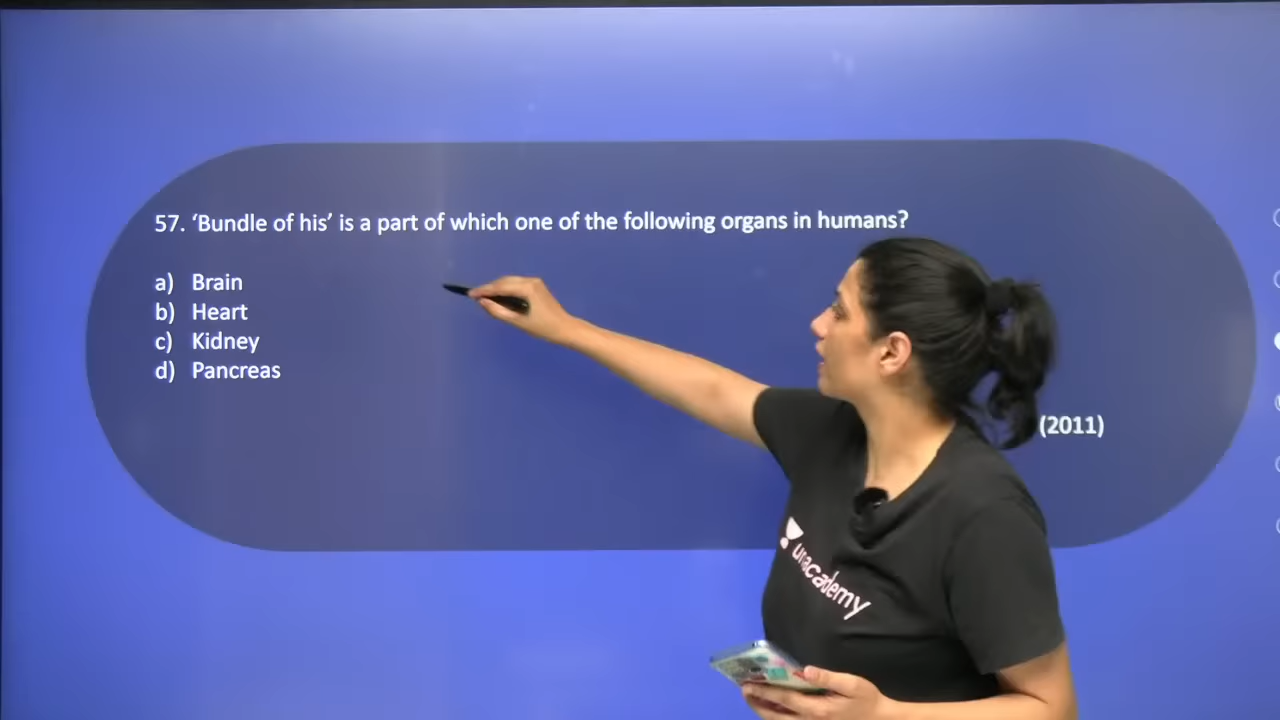 57. ‘Bundle of his’ is a part of which one of the following organs in humans?
a) Brain
b) Heart
c) Kidney
d) Pancreas
(2011)
unacademy